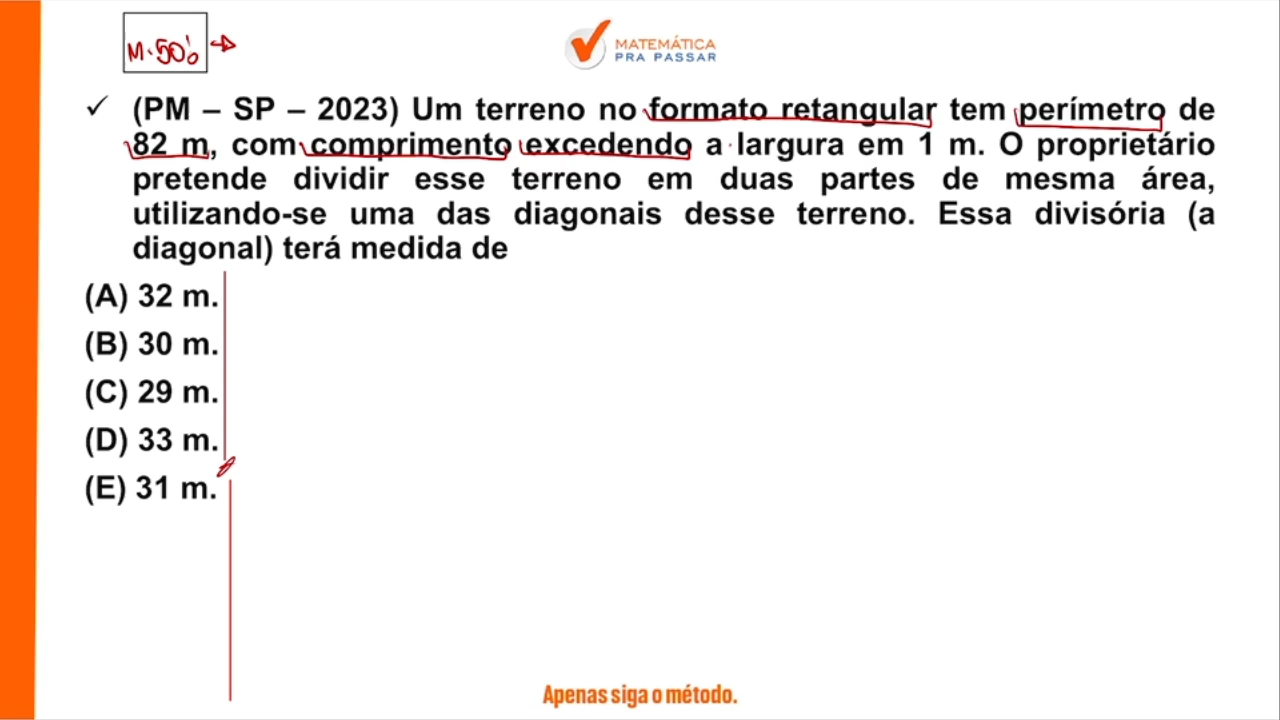 M.50%
MATEMÁTICA
PRA PASSAR
✓ (PM – SP – 2023) Um terreno no formato retangular tem perímetro de
82 m, com comprimento excedendo a largura em 1 m. O proprietário
pretende dividir esse terreno em duas partes de mesma área,
utilizando-se uma das diagonais desse terreno. Essa divisória (a
diagonal) terá medida de
(A) 32 m.
(B) 30 m.
(C) 29 m.
(D) 33 m.
(E) 31 m.
Apenas siga o método.